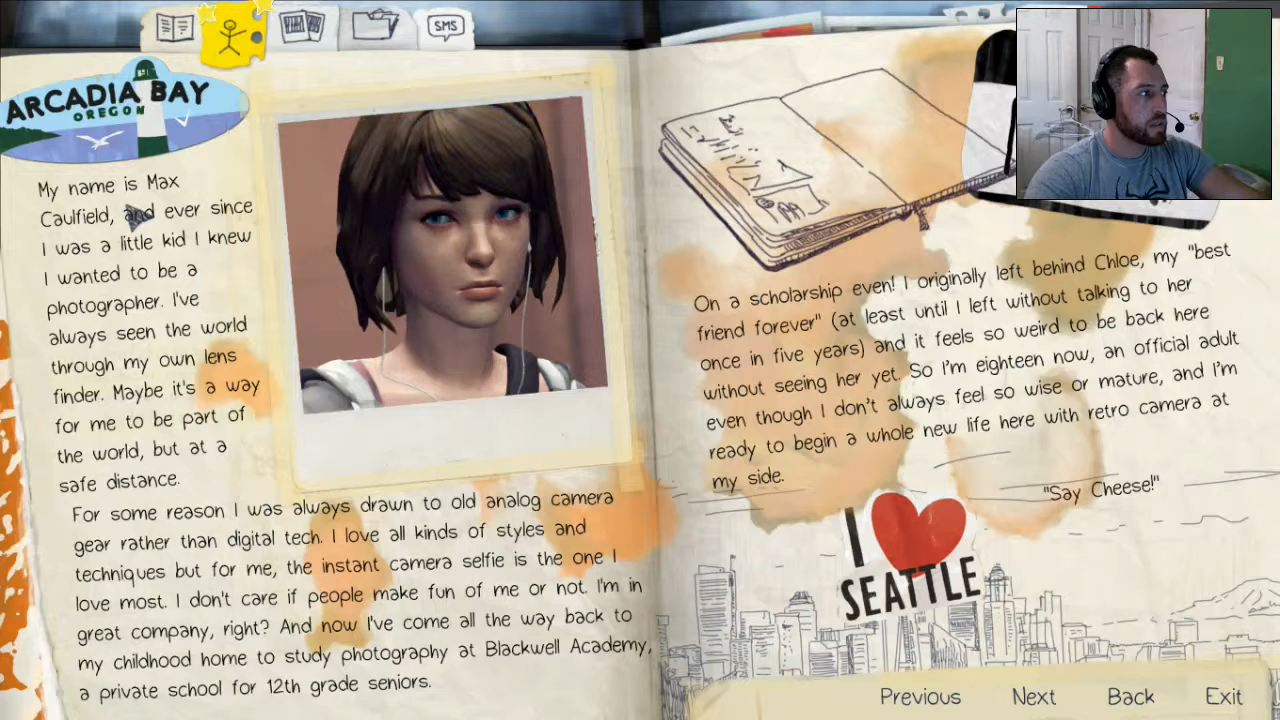 SMS
ARCADIA BAY
OREGON
My name is Max
Caulfield, and ever since
I was a little kid I knew
I wanted to be a
photographer. I've
always seen the world
through my own lens
finder. Maybe it's a way
for me to be part of
the world, but at a
safe distance.
For some reason I was always drawn to old analog camera
gear rather than digital tech. I love all kinds of styles and
techniques but for me, the instant camera selfie is the one I
love most. I don't care if people make fun of me or not. I'm in
great company, right? And now I've come all the way back to
my childhood home to study photography at Blackwell Academy,
a private school for 12th grade seniors.
On a scholarship even! I originally left behind Chloe, my "best
friend forever" (at least until I left without talking to her
once in five years) and it feels so weird to be back here
without seeing her yet. So I'm eighteen now, an official adult
even though I don't always feel so wise or mature, and I'm
ready to begin a whole new life here with retro camera at
my side.
"Say Cheese!"
I
SEATTLE
Previous Next Back Exit